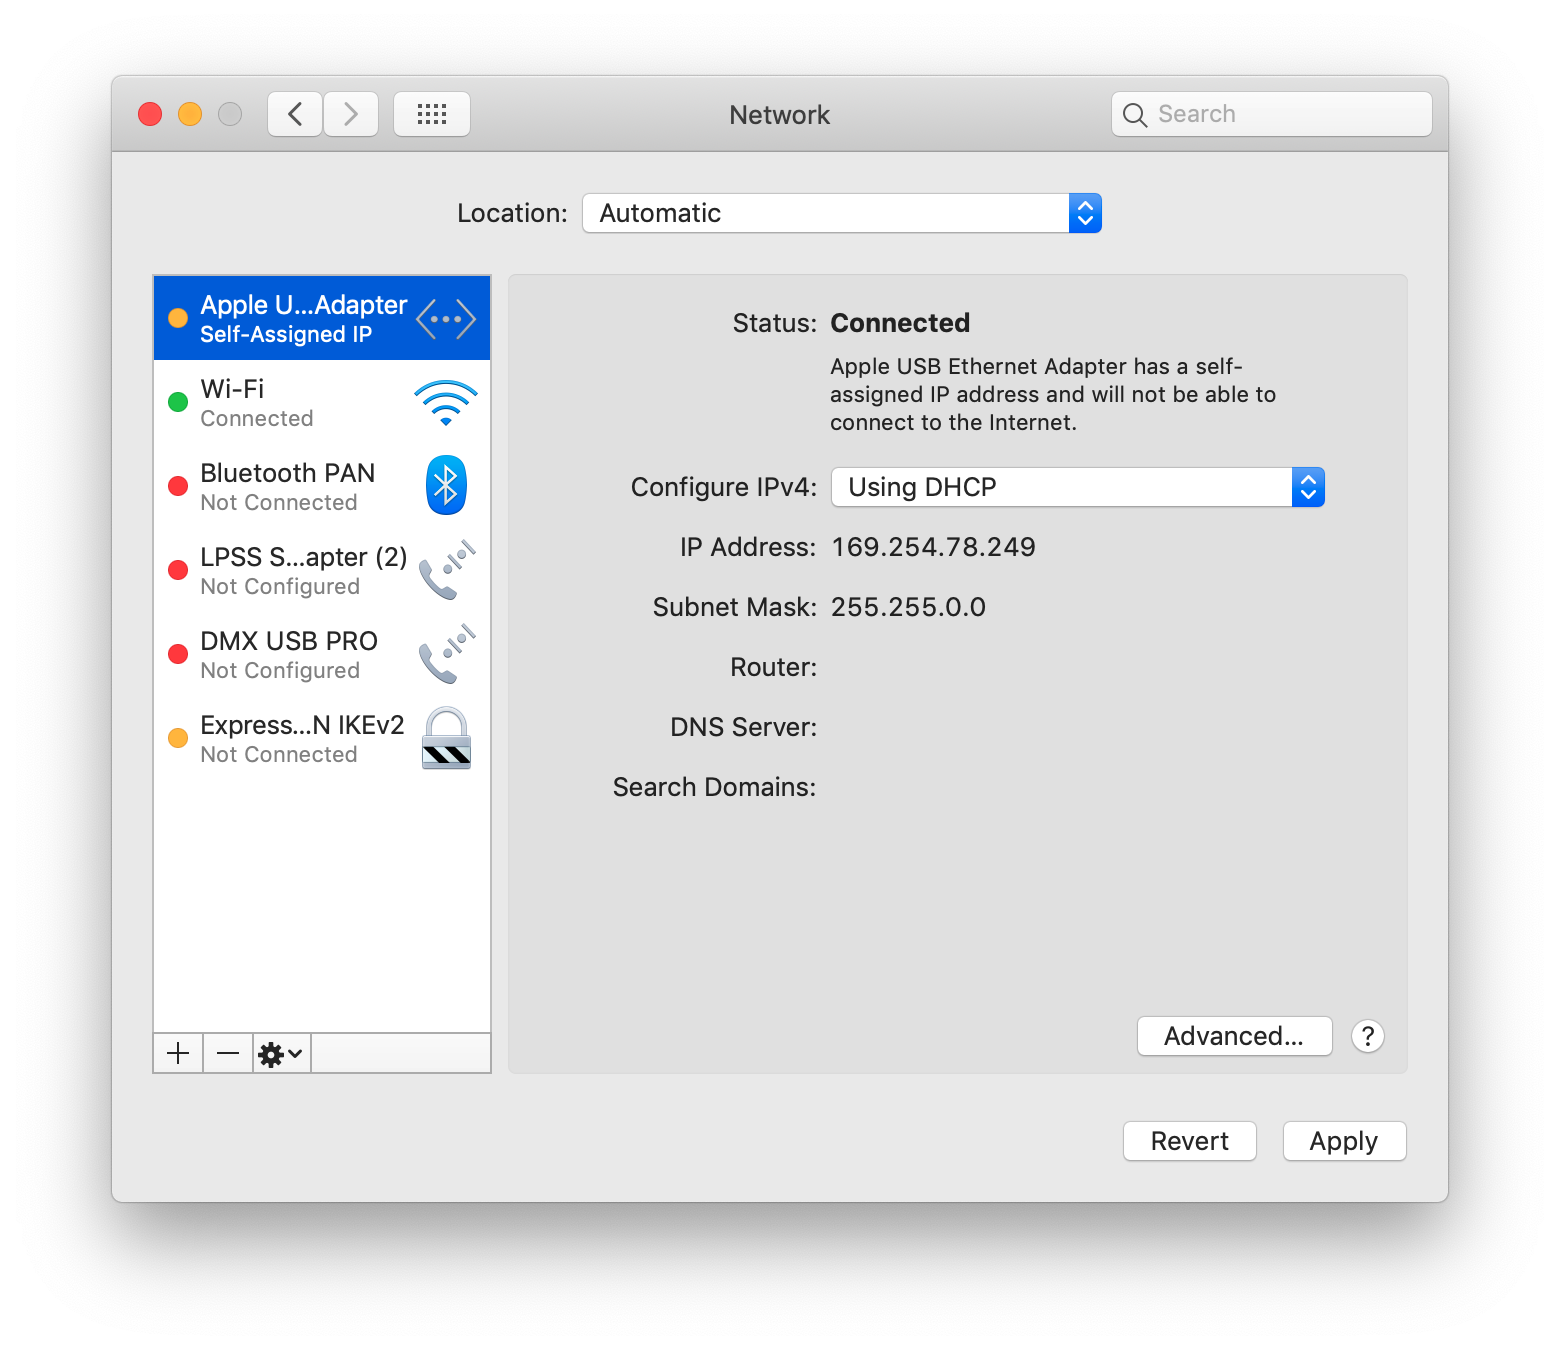 Network
Search
Location: Automatic
Apple U...Adapter
Self-Assigned IP
Wi-Fi
Connected
Bluetooth PAN
Not Connected
LPSS S...apter (2)
Not Configured
DMX USB PRO
Not Configured
Express...N IKEv2
Not Connected
Status: Connected
Apple USB Ethernet Adapter has a self-
assigned IP address and will not be able to
connect to the Internet.
Configure IPv4: Using DHCP
IP Address: 169.254.78.249
Subnet Mask: 255.255.0.0
Router:
DNS Server:
Search Domains:
Advanced... ?
Revert Apply